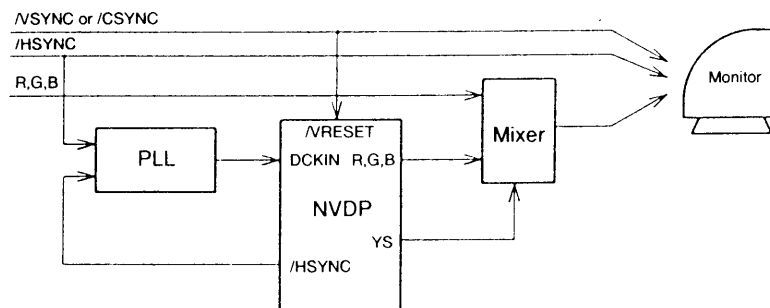 /VSYNC or /CSYNC
/HSYNC
R,G,B
Monitor
/VRESET
Mixer
PLL
DCKIN R,G,B
NVDP
YS
/HSYNC